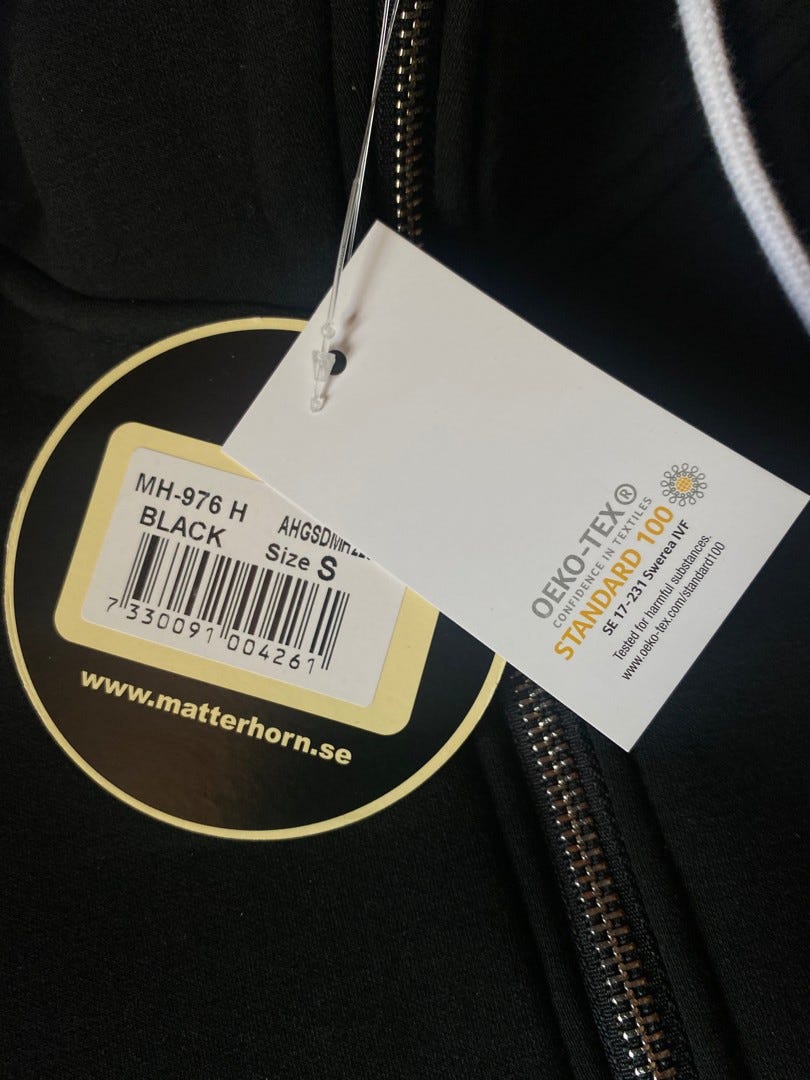 MH-976 H
BLACK
Size S
7 330091 004261
www.matterhorn.se
OEKO-TEX®
CONFIDENCE IN TEXTILES
STANDARD 100
SE 17-231 Swerea IVF
Tested for harmful substances.
www.oeko-tex.com/standard100